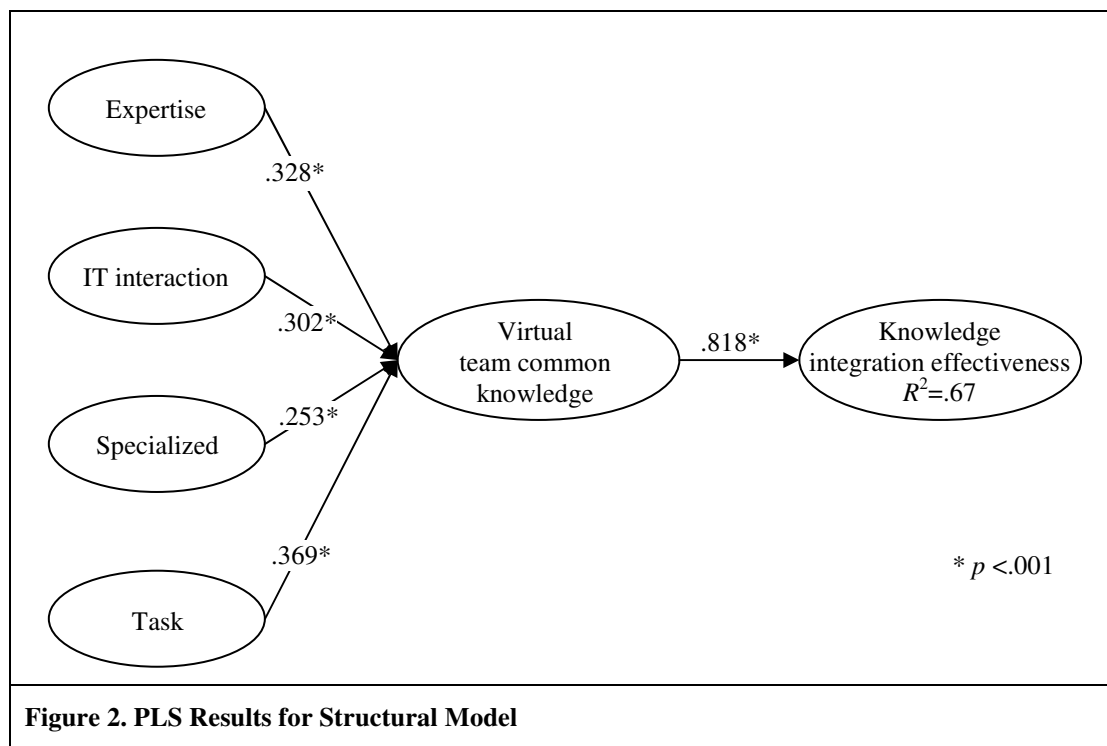 Expertise
.328*
IT interaction
.302*
Specialized
.253*
Task
.369*
Virtual
team common
knowledge
.818*
Knowledge
integration effectiveness
R²=.67
* p <.001
Figure 2. PLS Results for Structural Model